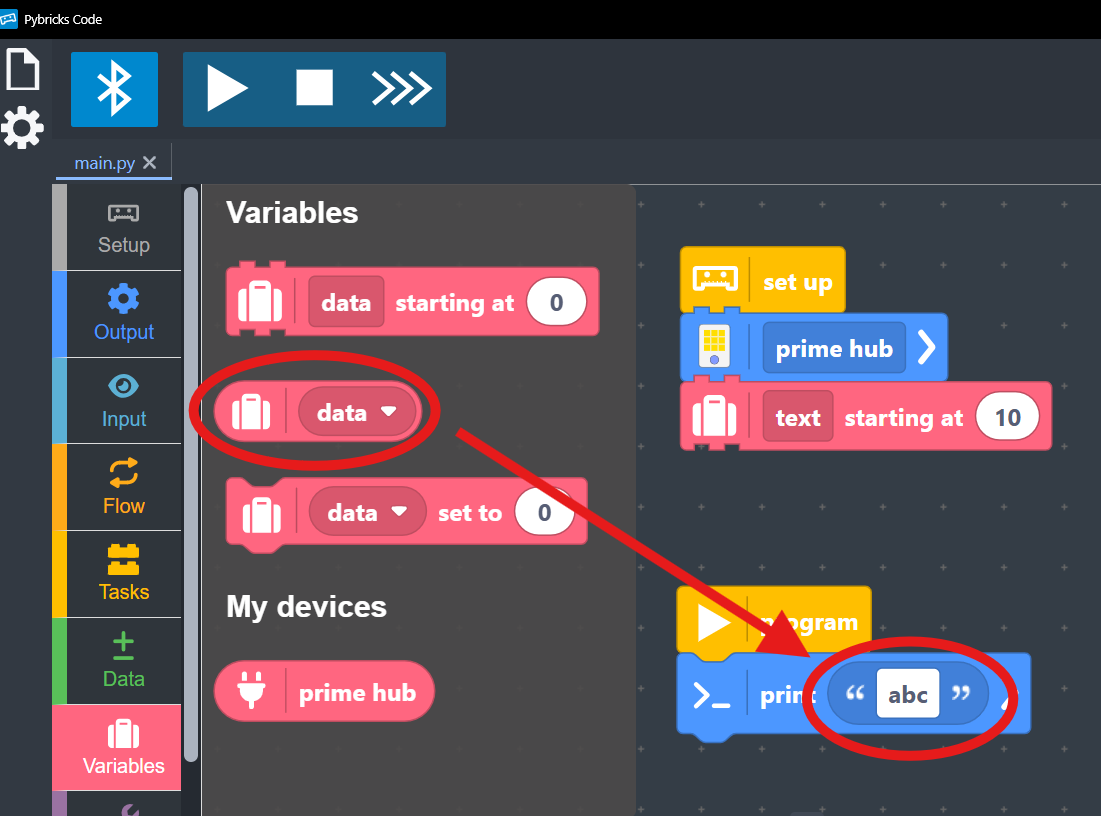 Pybricks Code
main.py
Setup
Output
Input
Flow
Tasks
Data
Variables
Variables
data starting at 0
data
data set to 0
My devices
prime hub
set up
prime hub
text starting at 10
program
print “ abc ”